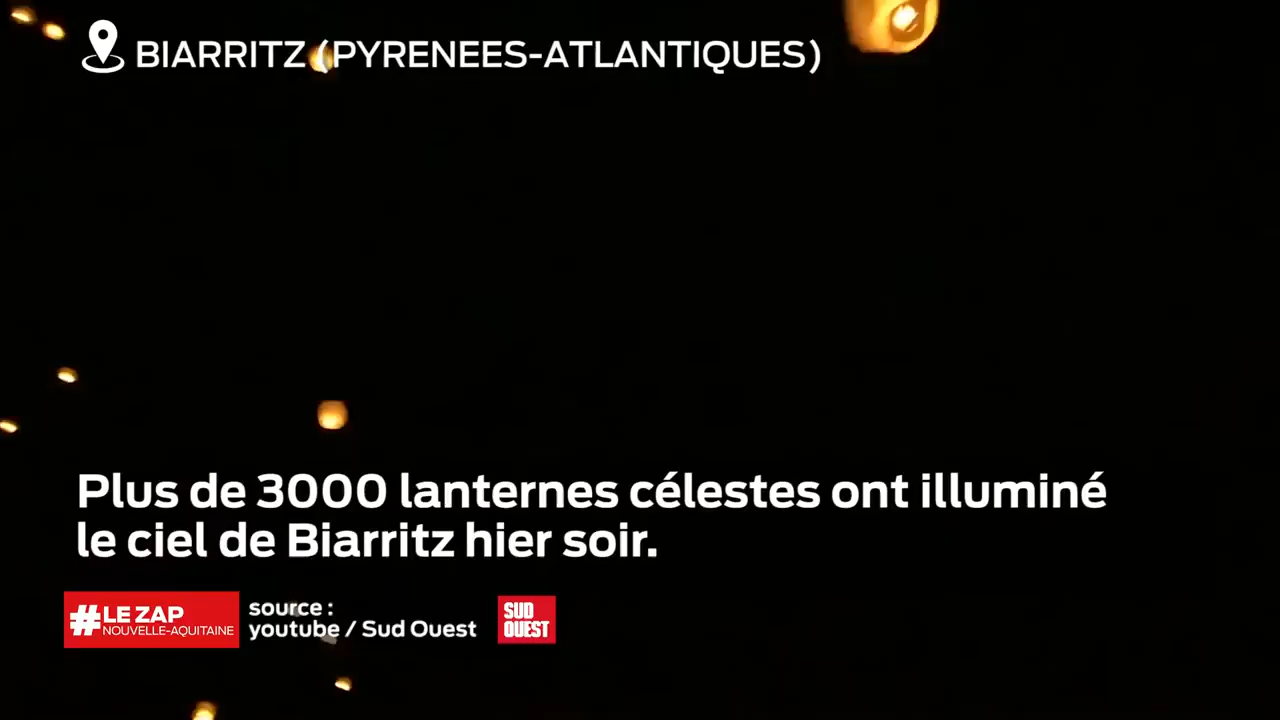 BIARRITZ (PYRENEES-ATLANTIQUES)
Plus de 3000 lanternes célestes ont illuminé
le ciel de Biarritz hier soir.
#LE ZAP
NOUVELLE-AQUITAINE
source :
youtube / Sud Ouest
SUD
OUEST